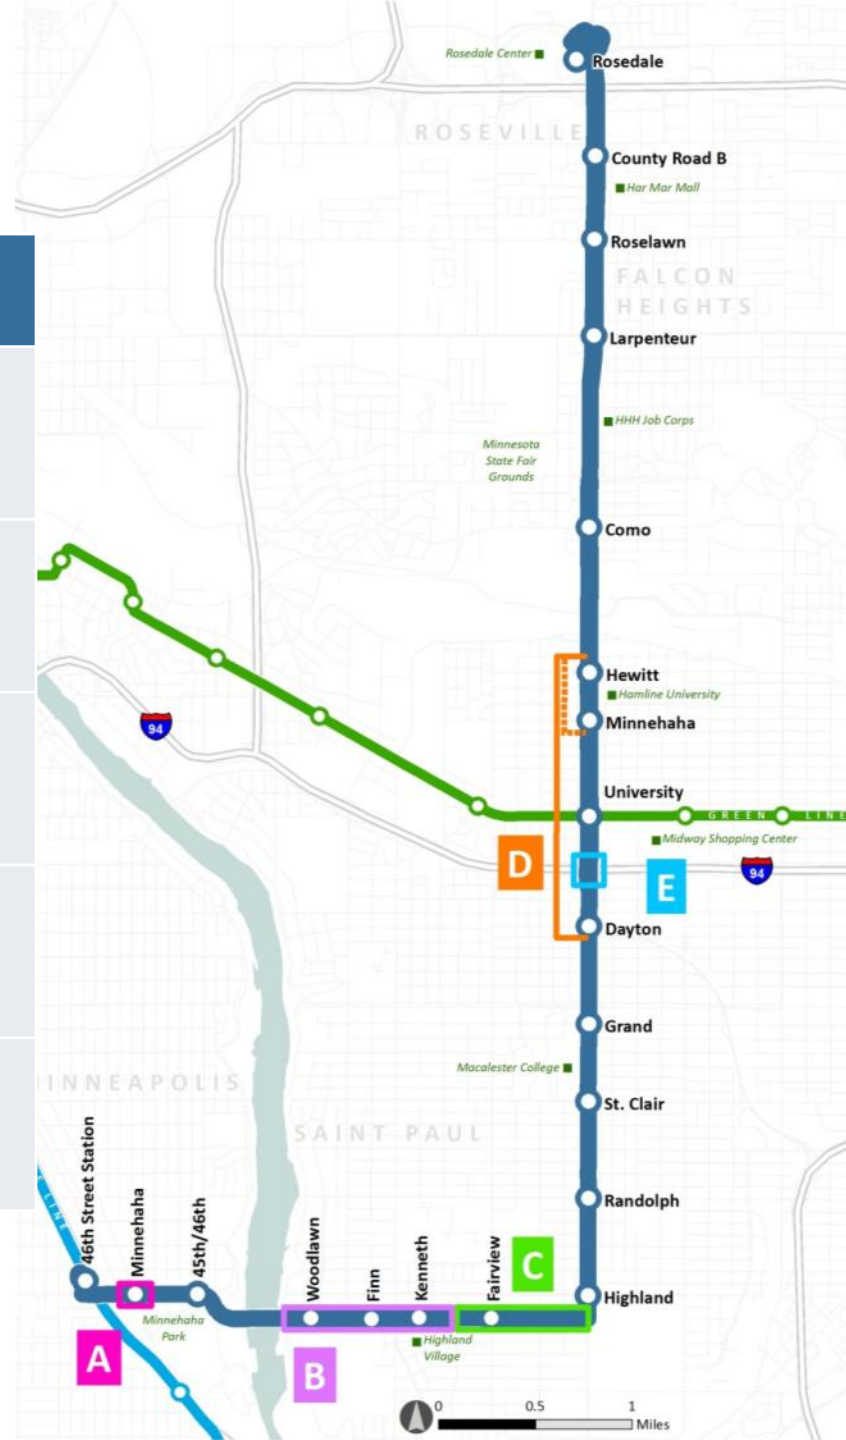 Rosedale Center
Rosedale
ROSEVILLE
County Road B
Har Mar Mall
Roselawn
FALCON
HEIGHTS
Larpenteur
HHH Job Corps
Minnesota
State Fair
Grounds
Como
Hewitt
Hamline University
Minnehaha
94
University
GREEN LINE
Midway Shopping Center
D
E
94
Dayton
Grand
Macalester College
INNEAPOLIS
St. Clair
SAINT PAUL
46th Street Station
Minnehaha
45th/46th
E LINE
Randolph
Woodlawn
Finn
Kenneth
Fairview
C
Highland
Minnehaha
Park
A
Highland
Village
B
0 0.5 1
Miles